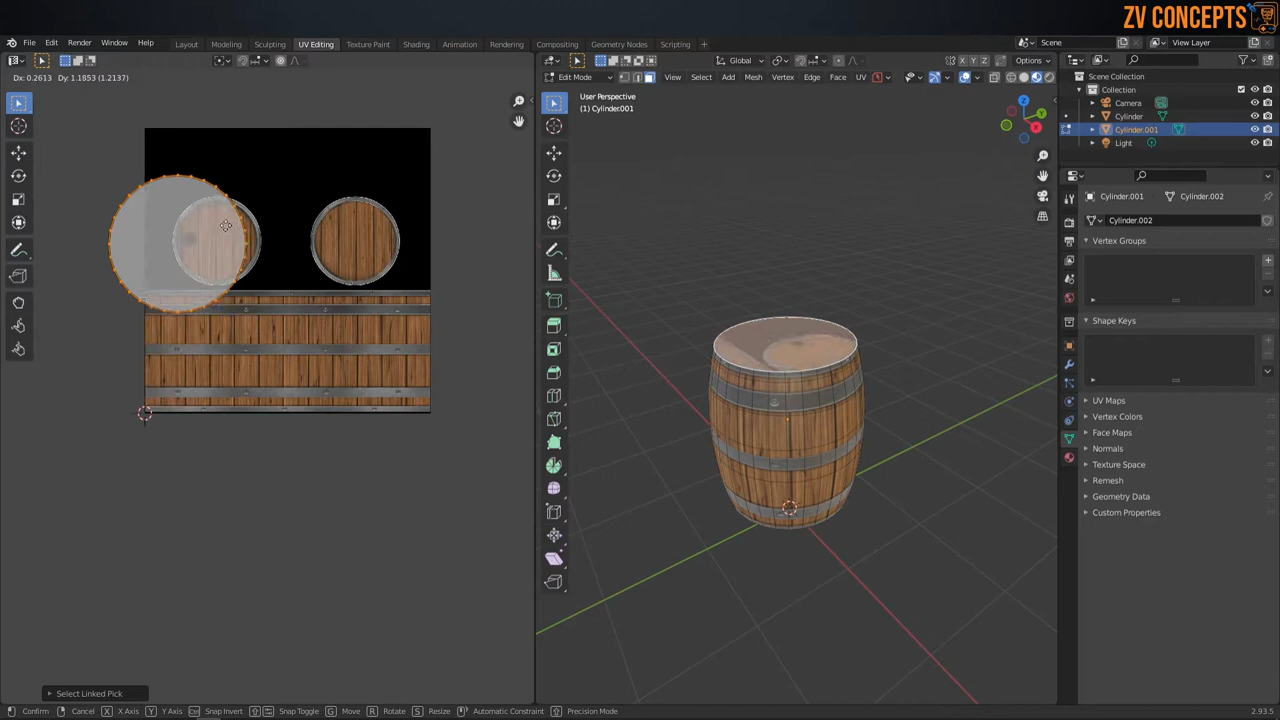 ZV CONCEPTS
File Edit Render Window Help
Layout Modeling Sculpting UV Editing Texture Paint Shading Animation Rendering Compositing Geometry Nodes Scripting +
Scene
View Layer
Global
Options
Dx: 0.2613 Dy: 1.1853 (1.2137)
Edit Mode View Select Add Mesh Vertex Edge Face UV
User Perspective
(1) Cylinder.001
Z
Y
X
Scene Collection
Collection
Camera
Cylinder
Cylinder.001
Light
Cylinder.001 Cylinder.002
Cylinder.002
Vertex Groups
Shape Keys
UV Maps
Vertex Colors
Face Maps
Normals
Texture Space
Remesh
Geometry Data
Custom Properties
Select Linked Pick
Confirm Cancel X X Axis Y Y Axis Ctrl Snap Invert Snap Toggle G Move R Rotate S Resize Automatic Constraint Precision Mode
2.93.5